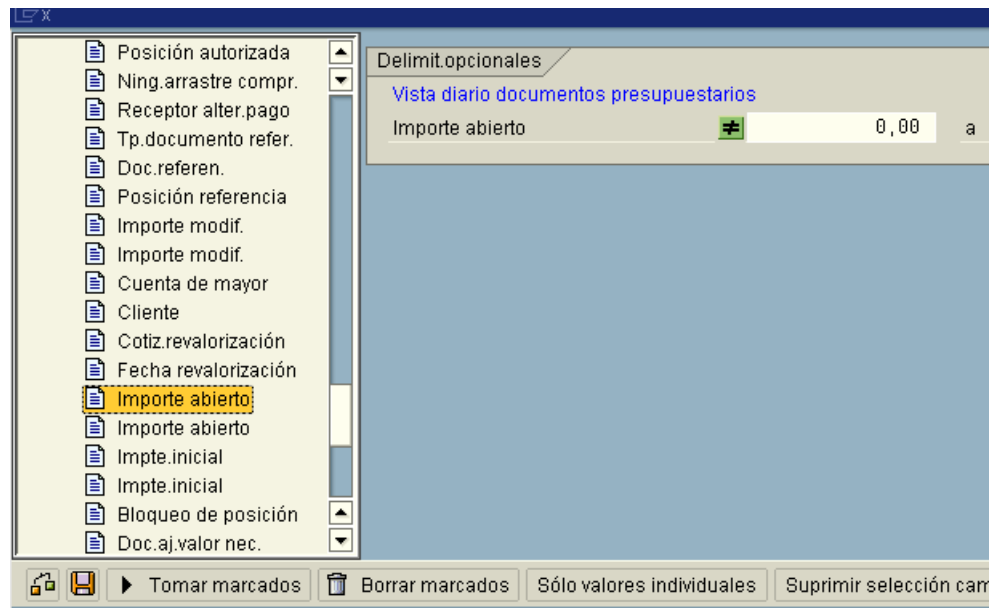 Posición autorizada
Ning.arrastre compr.
Receptor alter.pago
Tp.documento refer.
Doc.referen.
Posición referencia
Importe modif.
Importe modif.
Cuenta de mayor
Cliente
Cotiz.revalorización
Fecha revalorización
Importe abierto
Importe abierto
Impte.inicial
Impte.inicial
Bloqueo de posición
Doc.aj.valor nec.
Delimit.opcionales
Vista diario documentos presupuestarios
Importe abierto ≠ 0,00 a
Tomar marcados Borrar marcados Sólo valores individuales Suprimir selección cam